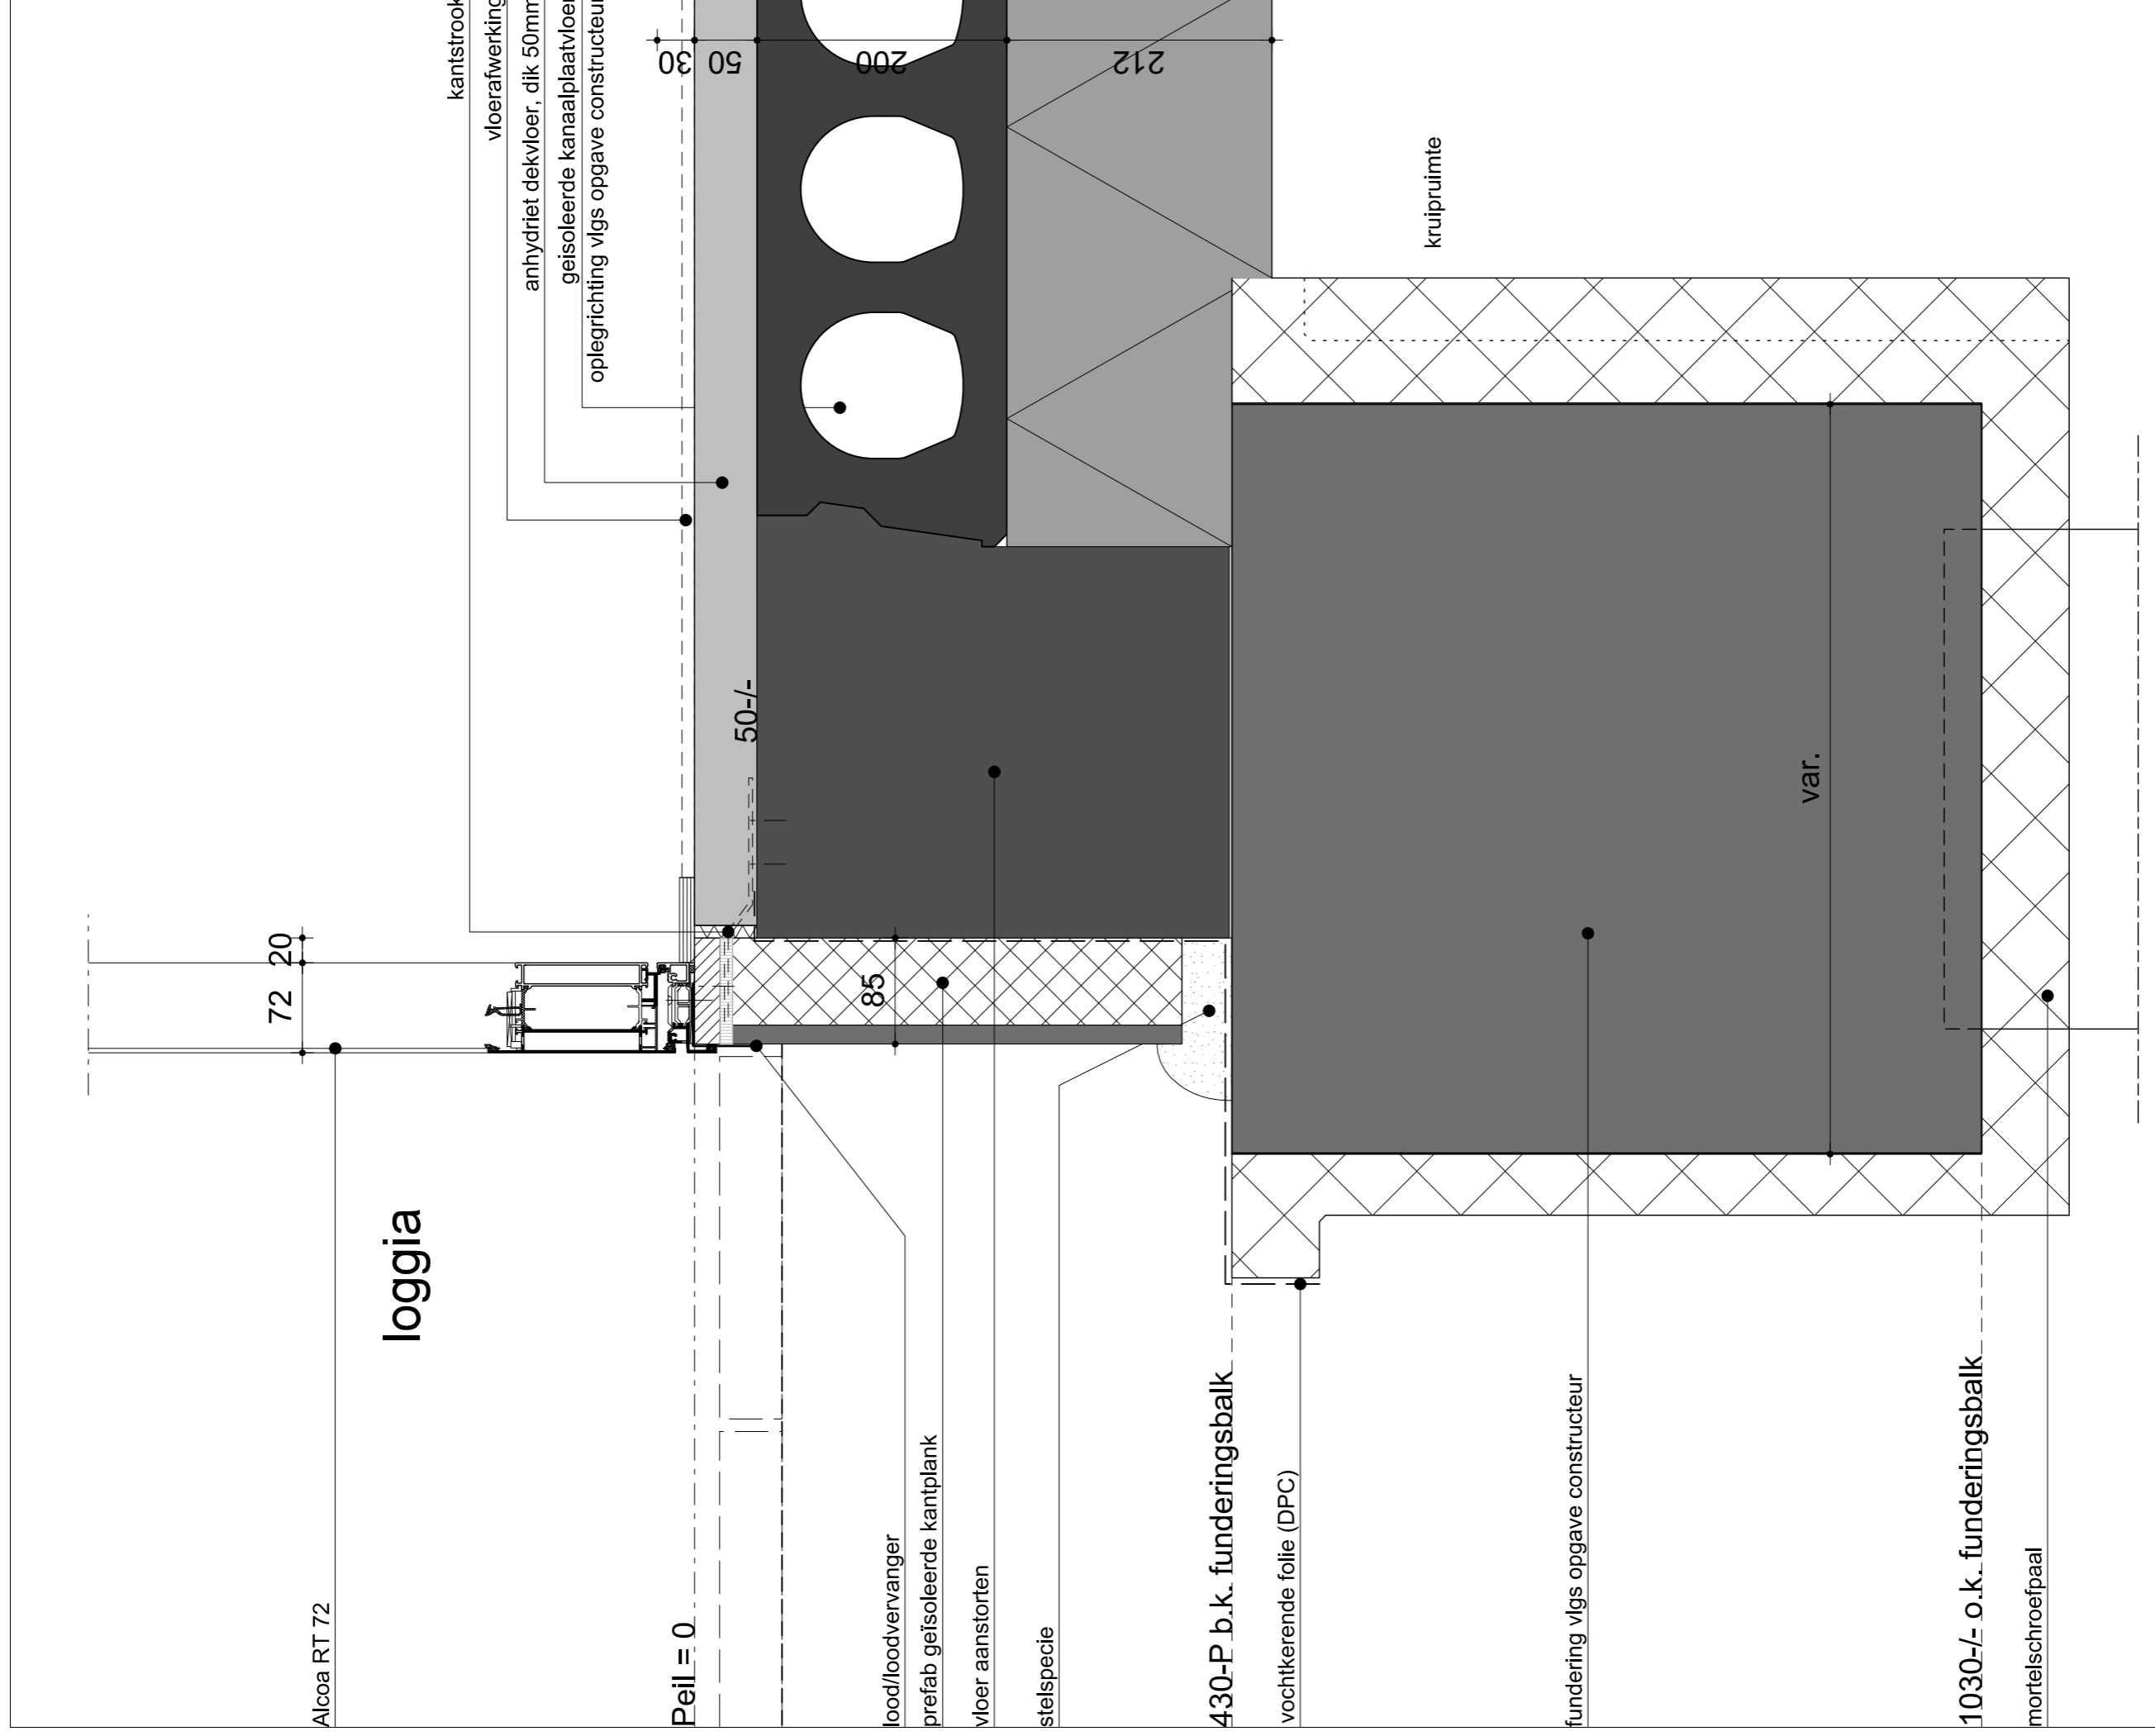 kantstrook
vloerafwerking
anhydriet dekvloer, dik 50mm
geisoleerde kanaalplaatvloer
oplegrichting vlgs opgave constructeur
30
50
200
212
kruipruimte
50-/-
20
72
85
var.
loggia
Alcoa RT 72
Peil = 0
lood/loodvervanger
prefab geïsoleerde kantplank
vloer aanstorten
stelspecie
430-P b.k. funderingsbalk
vochtkerende folie (DPC)
fundering vlgs opgave constructeur
1030-/- o.k. funderingsbalk
mortelschroefpaal